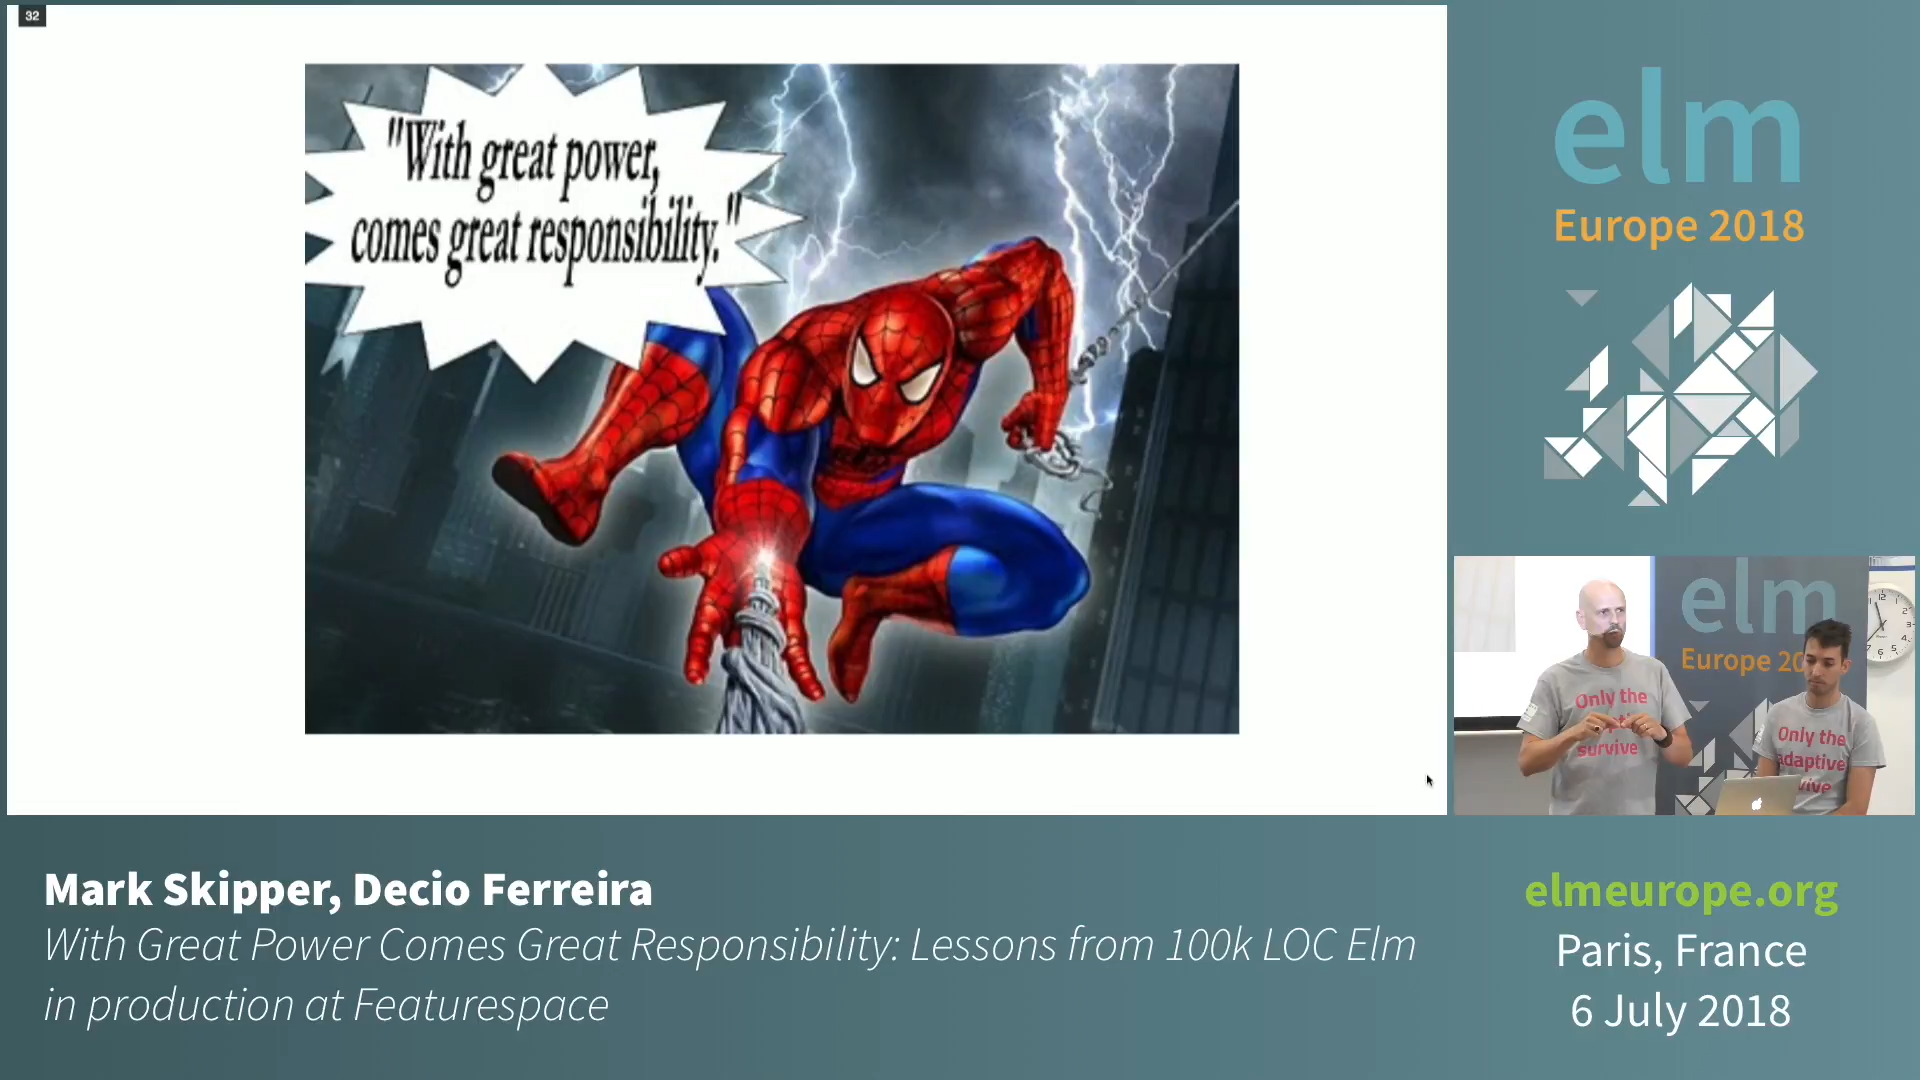 32
"With great power,
comes great responsibility."
elm
Europe 2018
elm
Europe 20
12
Only the
survive
Only the
adaptive
vive
Mark Skipper, Decio Ferreira
With Great Power Comes Great Responsibility: Lessons from 100k LOC Elm
in production at Featurespace
elmeurope.org
Paris, France
6 July 2018